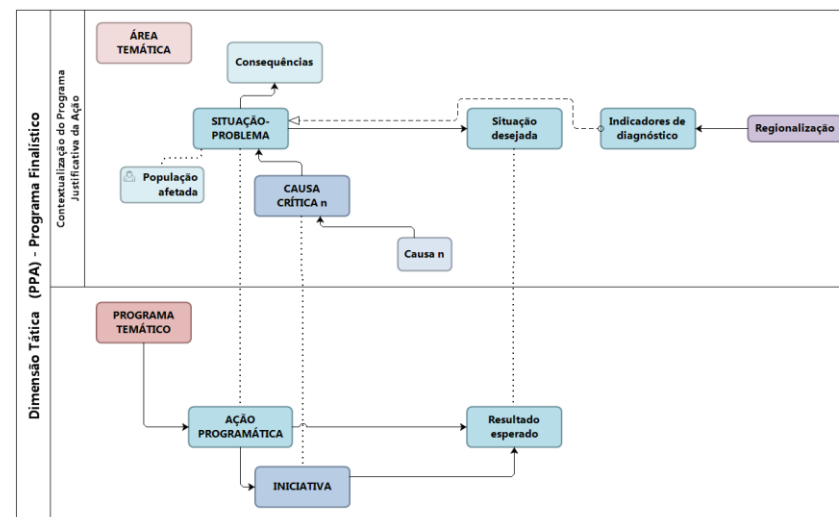 Dimensão Tática (PPA) - Programa Finalístico
Contextualização do Programa
Justificativa da Ação
ÁREA
TEMÁTICA
Consequências
SITUAÇÃO-
PROBLEMA
Situação
desejada
Indicadores de
diagnóstico
Regionalização
População
afetada
CAUSA
CRÍTICA n
Causa n
PROGRAMA
TEMÁTICO
AÇÃO
PROGRAMÁTICA
Resultado
esperado
INICIATIVA